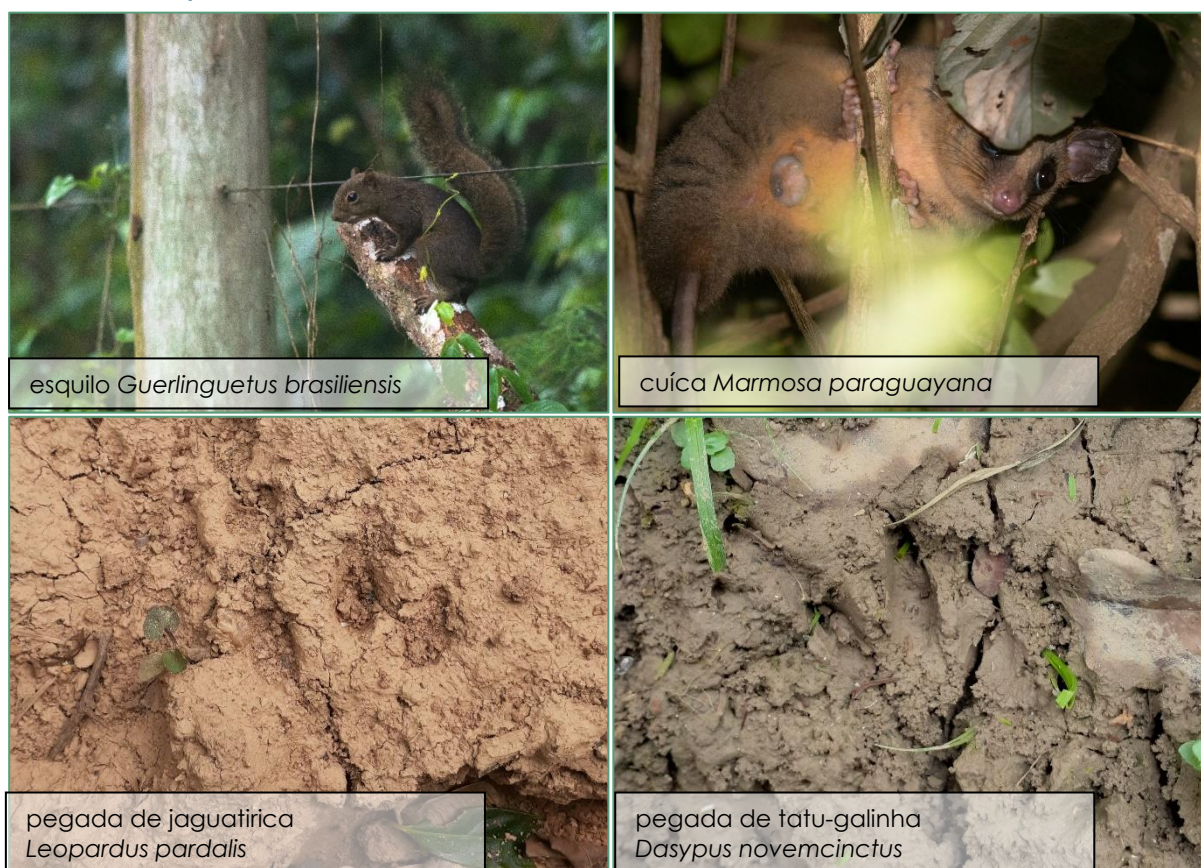 esquilo Guerlinguetus brasiliensis
cuíca Marmosa paraguayana
pegada de jaguatirica
Leopardus pardalis
pegada de tatu-galinha
Dasypus novemcinctus